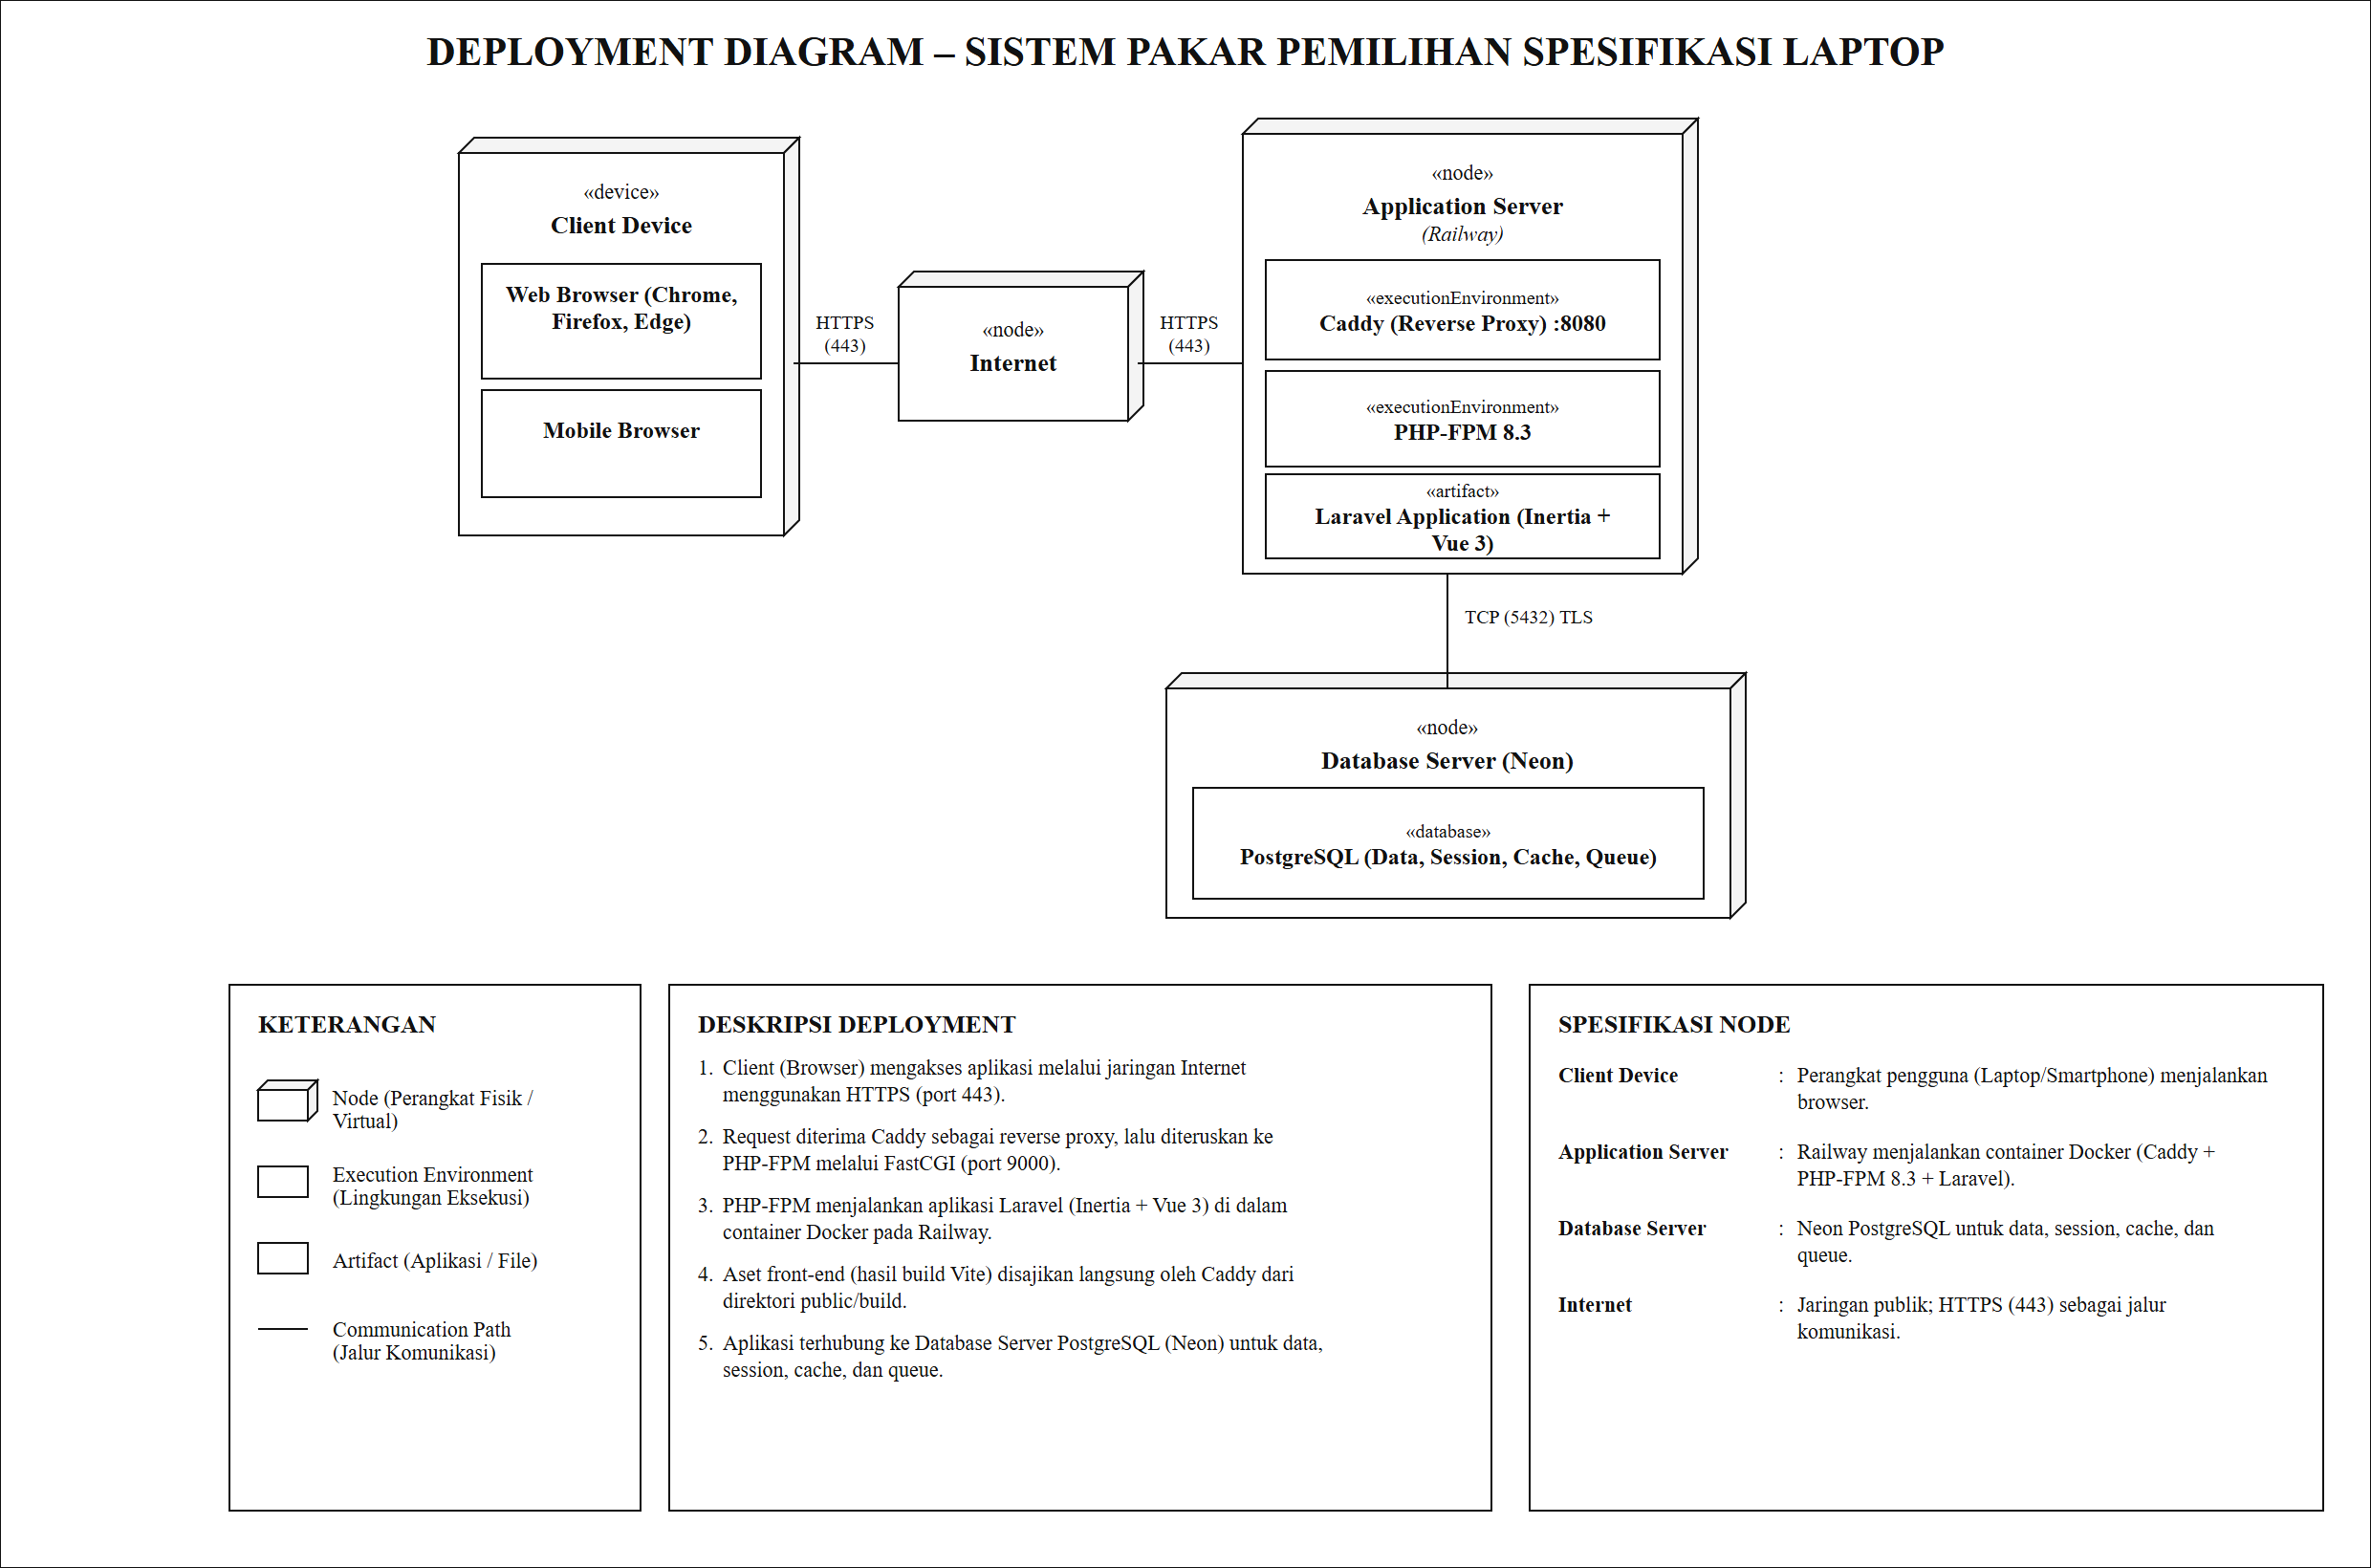 DEPLOYMENT DIAGRAM – SISTEM PAKAR PEMILIHAN SPESIFIKASI LAPTOP
«device»
Client Device
Web Browser (Chrome,
Firefox, Edge)
Mobile Browser
HTTPS
(443)
«node»
Internet
HTTPS
(443)
«node»
Application Server
(Railway)
«executionEnvironment»
Caddy (Reverse Proxy) :8080
«executionEnvironment»
PHP-FPM 8.3
«artifact»
Laravel Application (Inertia +
Vue 3)
TCP (5432) TLS
«node»
Database Server (Neon)
«database»
PostgreSQL (Data, Session, Cache, Queue)
KETERANGAN
Node (Perangkat Fisik /
Virtual)
Execution Environment
(Lingkungan Eksekusi)
Artifact (Aplikasi / File)
Communication Path
(Jalur Komunikasi)
DESKRIPSI DEPLOYMENT
1. Client (Browser) mengakses aplikasi melalui jaringan Internet
menggunakan HTTPS (port 443).
2. Request diterima Caddy sebagai reverse proxy, lalu diteruskan ke
PHP-FPM melalui FastCGI (port 9000).
3. PHP-FPM menjalankan aplikasi Laravel (Inertia + Vue 3) di dalam
container Docker pada Railway.
4. Aset front-end (hasil build Vite) disajikan langsung oleh Caddy dari
direktori public/build.
5. Aplikasi terhubung ke Database Server PostgreSQL (Neon) untuk data,
session, cache, dan queue.
SPESIFIKASI NODE
Client Device : Perangkat pengguna (Laptop/Smartphone) menjalankan
browser.
Application Server : Railway menjalankan container Docker (Caddy +
PHP-FPM 8.3 + Laravel).
Database Server : Neon PostgreSQL untuk data, session, cache, dan
queue.
Internet : Jaringan publik; HTTPS (443) sebagai jalur
komunikasi.